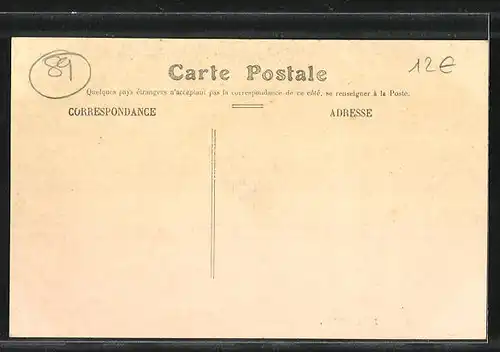 89
12€
Carte Postale
Quelques pays étrangers n'acceptant pas la correspondance de ce côté, se renseigner à la Poste.
CORRESPONDANCE
ADRESSE